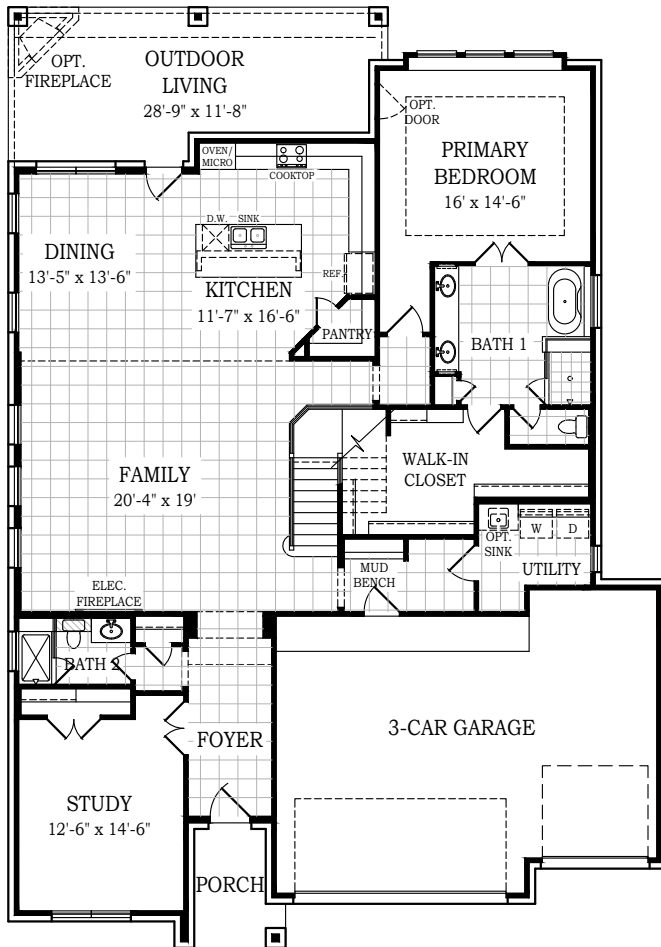 OPT.
FIREPLACE
OUTDOOR
LIVING
28'-9" x 11'-8"
OPT.
DOOR
PRIMARY
BEDROOM
16' x 14'-6"
OVEN/
MICRO
COOKTOP
D.W. SINK
DINING
13'-5" x 13'-6"
REF.
KITCHEN
11'-7" x 16'-6"
PANTRY
BATH 1
FAMILY
20'-4" x 19'
WALK-IN
CLOSET
OPT.
SINK
W D
UTILITY
MUD
BENCH
ELEC.
FIREPLACE
BATH 2
FOYER
3-CAR GARAGE
STUDY
12'-6" x 14'-6"
PORCH